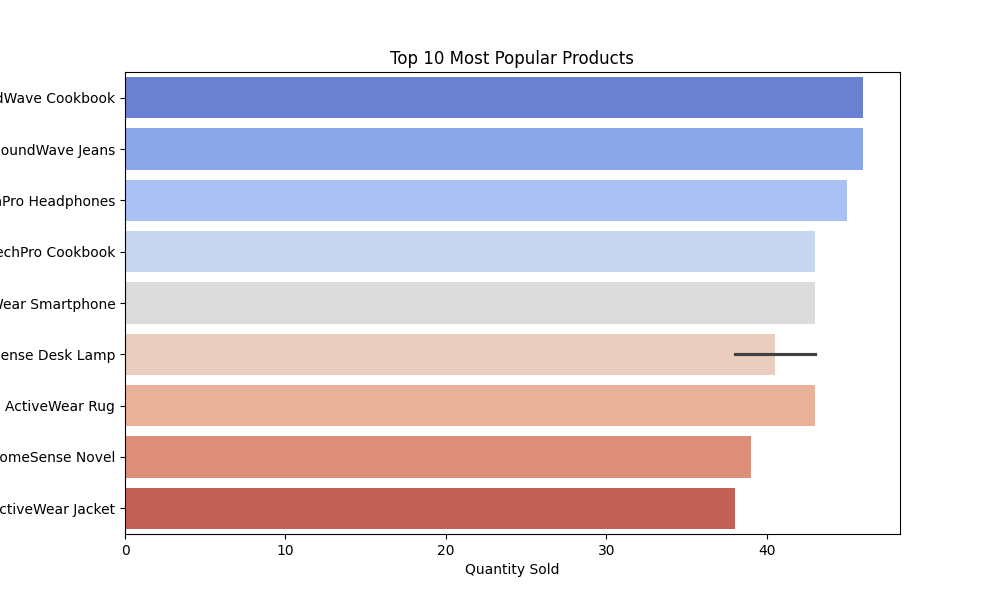 Top 10 Most Popular Products
dWave Cookbook
oundWave Jeans
Pro Headphones
echPro Cookbook
Wear Smartphone
ense Desk Lamp
ActiveWear Rug
omeSense Novel
ctiveWear Jacket
0 10 20 30 40
Quantity Sold